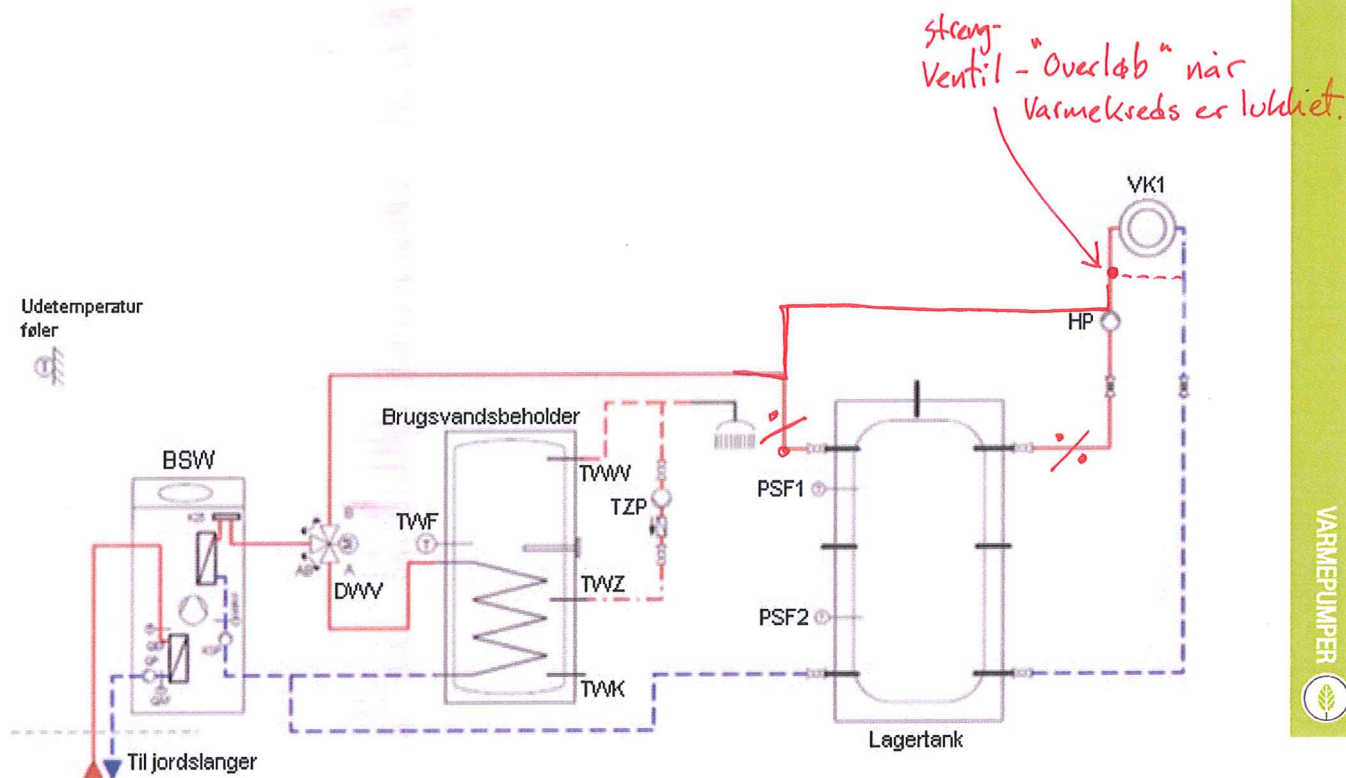 streng-
Ventil - "Overløb" når
Varmekreds er lukket.
VK1
Udetemperatur
føler
T
HP
Brugsvandsbeholder
BSW
TWW
TZP
PSF1
TWF
T
B
M
AB
A
DWV
TWZ
PSF2
TWK
Lagertank
Til jordslanger
VARMEPUMPER